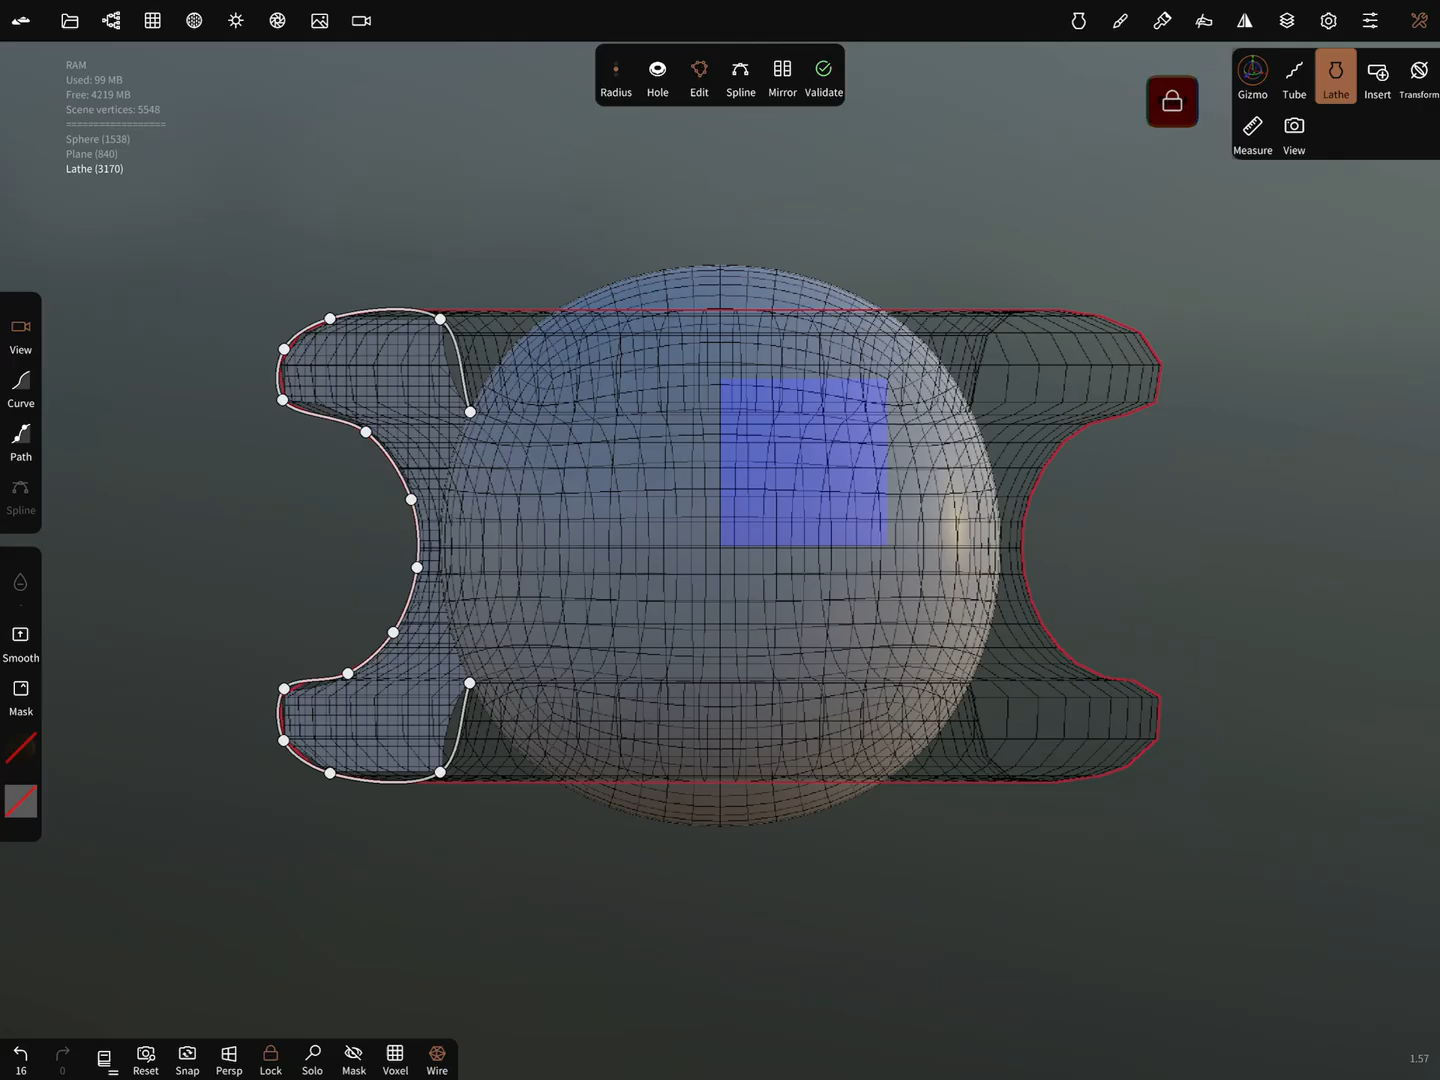 RAM
Used: 99 MB
Free: 4219 MB
Scene vertices: 5548
==================
Sphere (1538)
Plane (840)
Lathe (3170)
Radius
Hole
Edit
Spline
Mirror
Validate
Gizmo
Tube
Lathe
Insert
Transform
Measure
View
View
Curve
Path
Spline
Smooth
Mask
16
0
Reset
Snap
Persp
Lock
Solo
Mask
Voxel
Wire
1.57